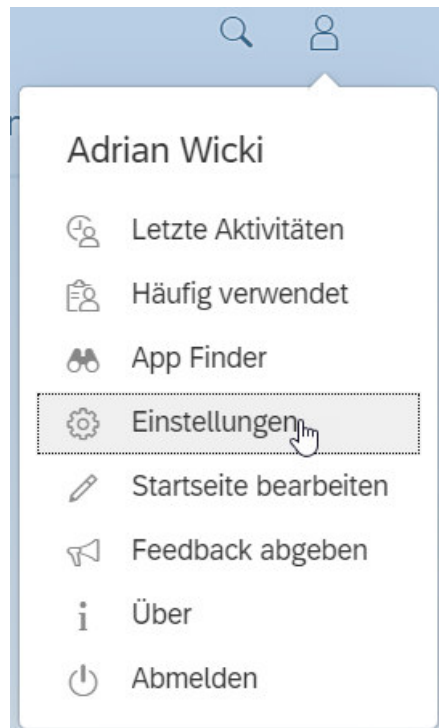 Adrian Wicki
Letzte Aktivitäten
Häufig verwendet
App Finder
Einstellungen
Startseite bearbeiten
Feedback abgeben
Über
Abmelden